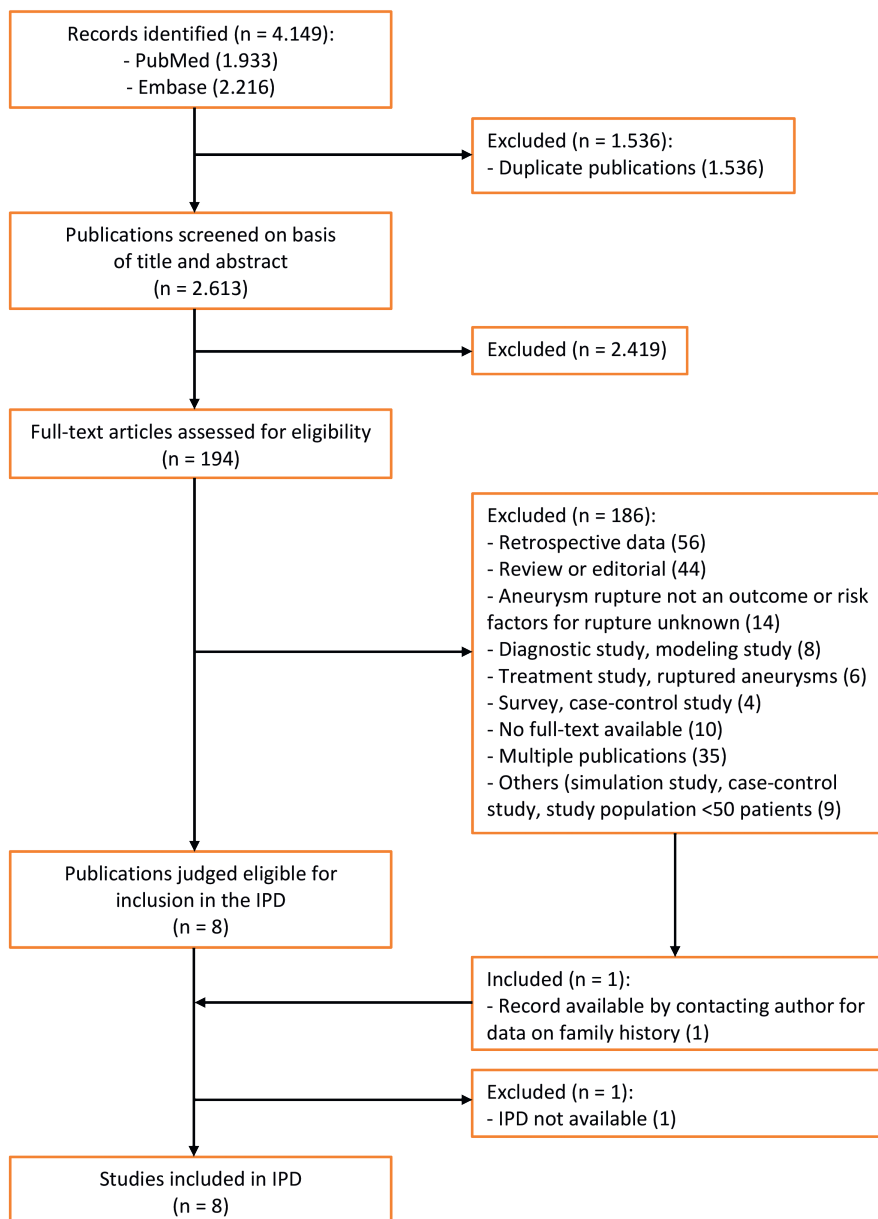 Records identified (n = 4.149):
- PubMed (1.933)
- Embase (2.216)
Excluded (n = 1.536):
- Duplicate publications (1.536)
Publications screened on basis
of title and abstract
(n = 2.613)
Excluded (n = 2.419)
Full-text articles assessed for eligibility
(n = 194)
Excluded (n = 186):
- Retrospective data (56)
- Review or editorial (44)
- Aneurysm rupture not an outcome or risk
factors for rupture unknown (14)
- Diagnostic study, modeling study (8)
- Treatment study, ruptured aneurysms (6)
- Survey, case-control study (4)
- No full-text available (10)
- Multiple publications (35)
- Others (simulation study, case-control
study, study population <50 patients (9)
Publications judged eligible for
inclusion in the IPD
(n = 8)
Included (n = 1):
- Record available by contacting author for
data on family history (1)
Excluded (n = 1):
- IPD not available (1)
Studies included in IPD
(n = 8)